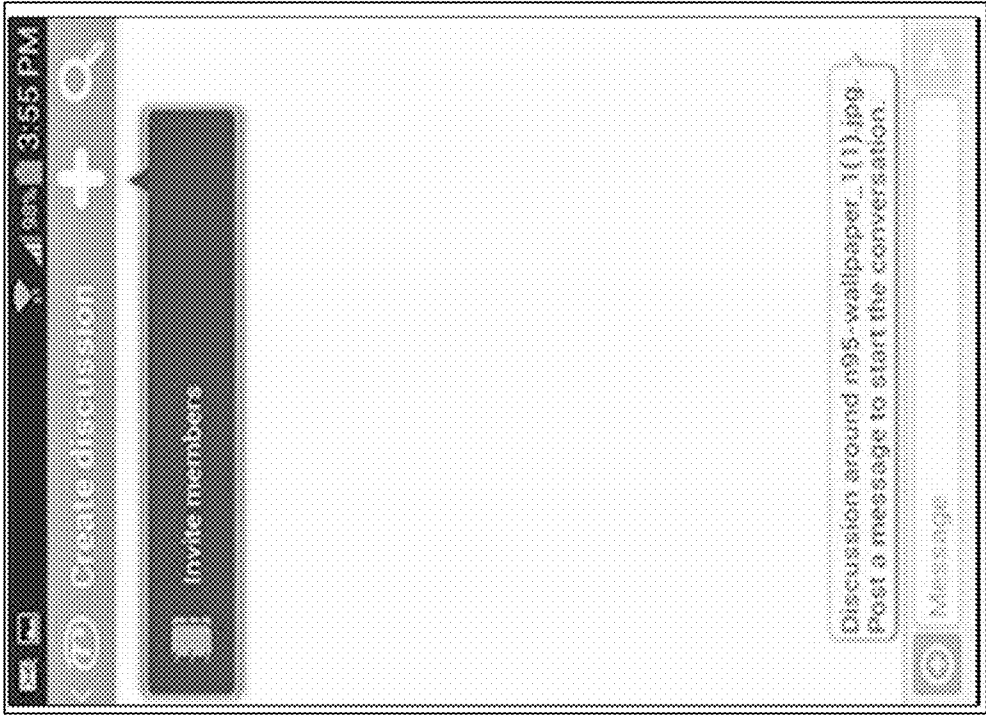 3:55 PM
Create discussion
Invite members
Discussion around n95-wallpaper_1(1).jpg.
Post a message to start the conversation.
Message